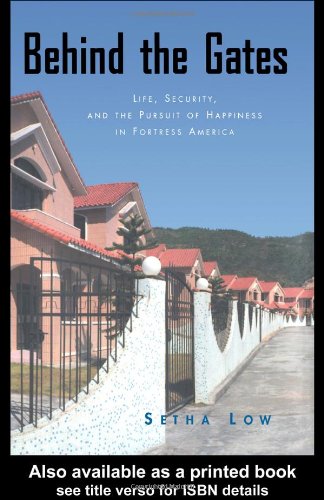 Behind the Gates
Life, Security,
and the Pursuit of Happiness
in Fortress America
Setha Low
Also available as a printed book
see title verso for ISBN details